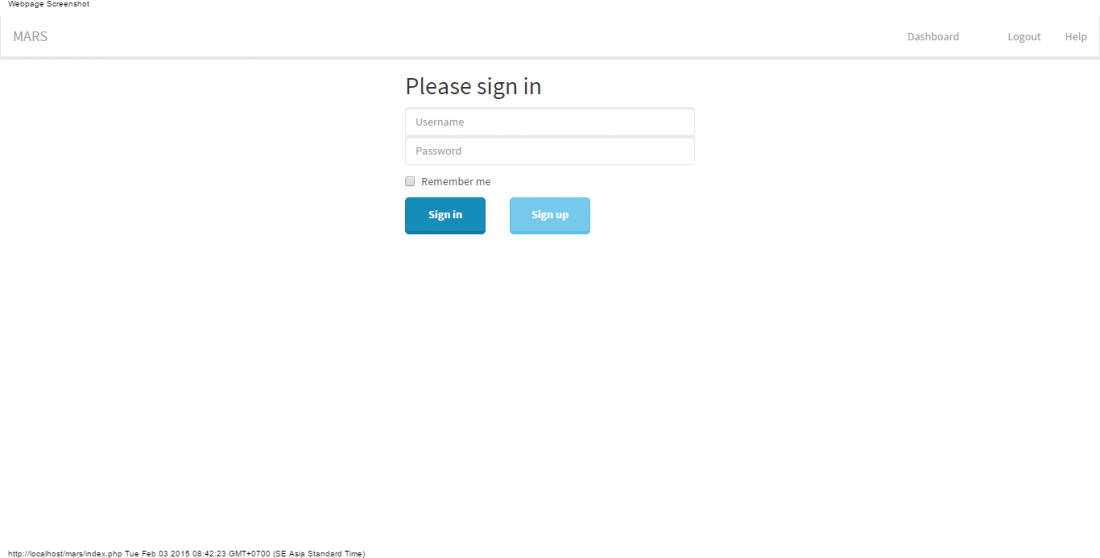 Webpage Screenshot
MARS Dashboard Logout Help
Please sign in
Username
Password
Remember me
Sign in Sign up
http://localhost/mars/index.php Tue Feb 03 2015 08:42:23 GMT+0700 (SE Asia Standard Time)